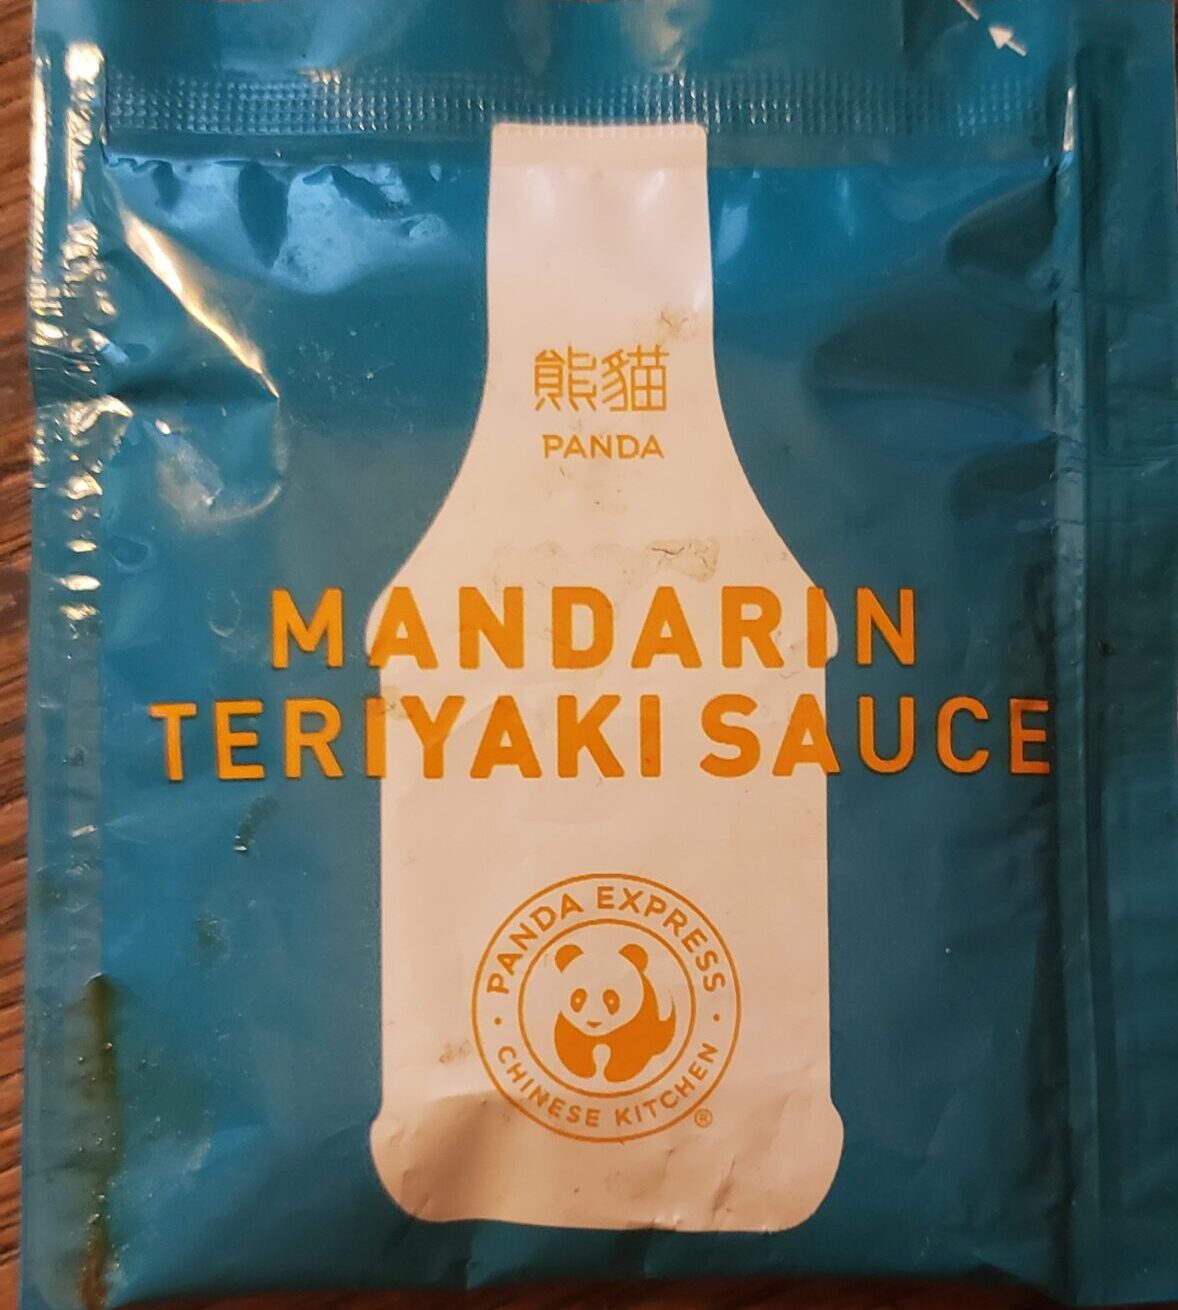 熊貓
PANDA
MANDARIN
TERIYAKI SAUCE
PANDA EXPRESS
· CHINESE KITCHEN ·
®